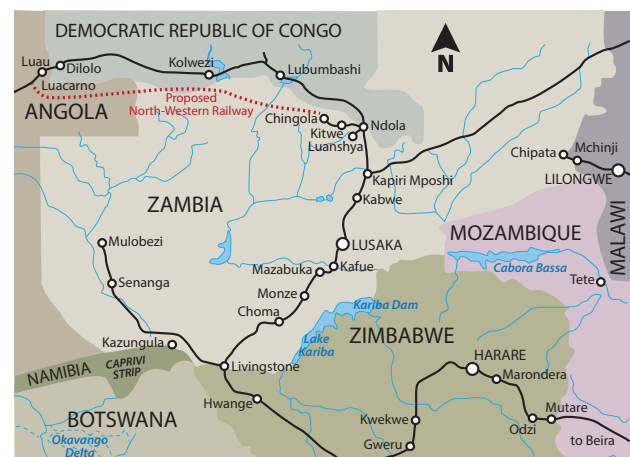 DEMOCRATIC REPUBLIC OF CONGO
N
Luau
Dilolo
Kolwezi
Lubumbashi
Luacarno
ANGOLA
Proposed
North-Western Railway
Chingola
Kitwe
Luanshya
Ndola
Chipata
Mchinji
LILONGWE
Kapiri Mposhi
Kabwe
ZAMBIA
MALAWI
MOZAMBIQUE
Mulobezi
LUSAKA
Cabora Bassa
Mazabuka
Kafue
Tete
Senanga
Monze
Kariba Dam
Choma
ZIMBABWE
Lake
Kariba
Kazungula
HARARE
NAMIBIA
CAPRIVI
STRIP
Livingstone
Marondera
Hwange
BOTSWANA
Kwekwe
Mutare
Odzi
Okavango
Delta
Gweru
to Beira